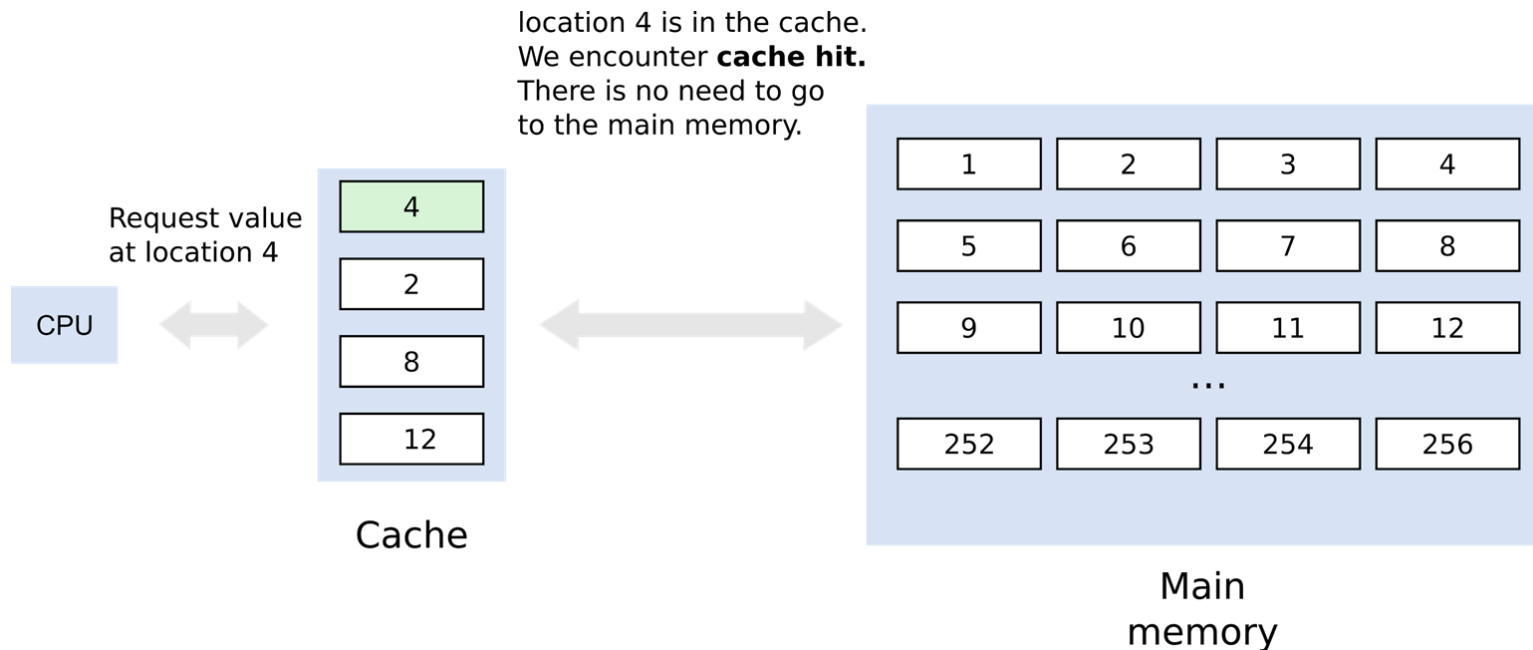 location 4 is in the cache.
We encounter cache hit.
There is no need to go
to the main memory.
Request value
at location 4
CPU
4
2
8
12
Cache
1 2 3 4
5 6 7 8
9 10 11 12
...
252 253 254 256
Main
memory